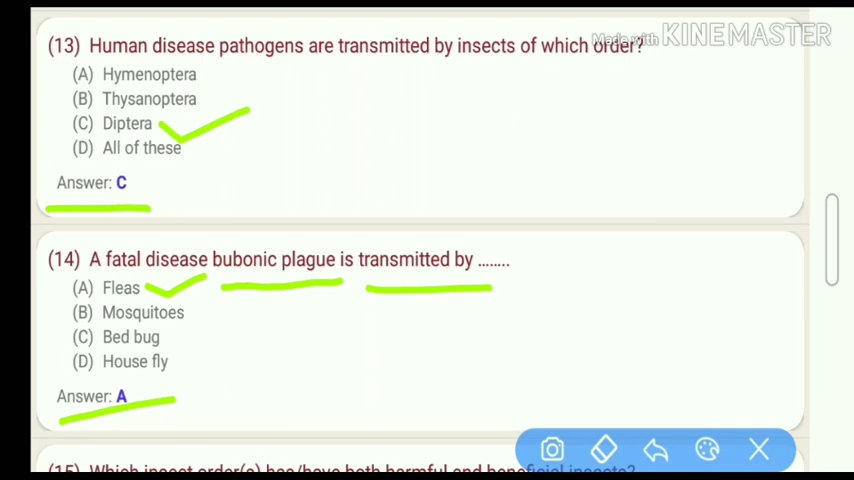 Made with KINEMASTER
(13) Human disease pathogens are transmitted by insects of which order?
(A) Hymenoptera
(B) Thysanoptera
(C) Diptera
(D) All of these
Answer: C
(14) A fatal disease bubonic plague is transmitted by ........
(A) Fleas
(B) Mosquitoes
(C) Bed bug
(D) House fly
Answer: A
(15) Which insect order(s) has/have both harmful and beneficial insects?